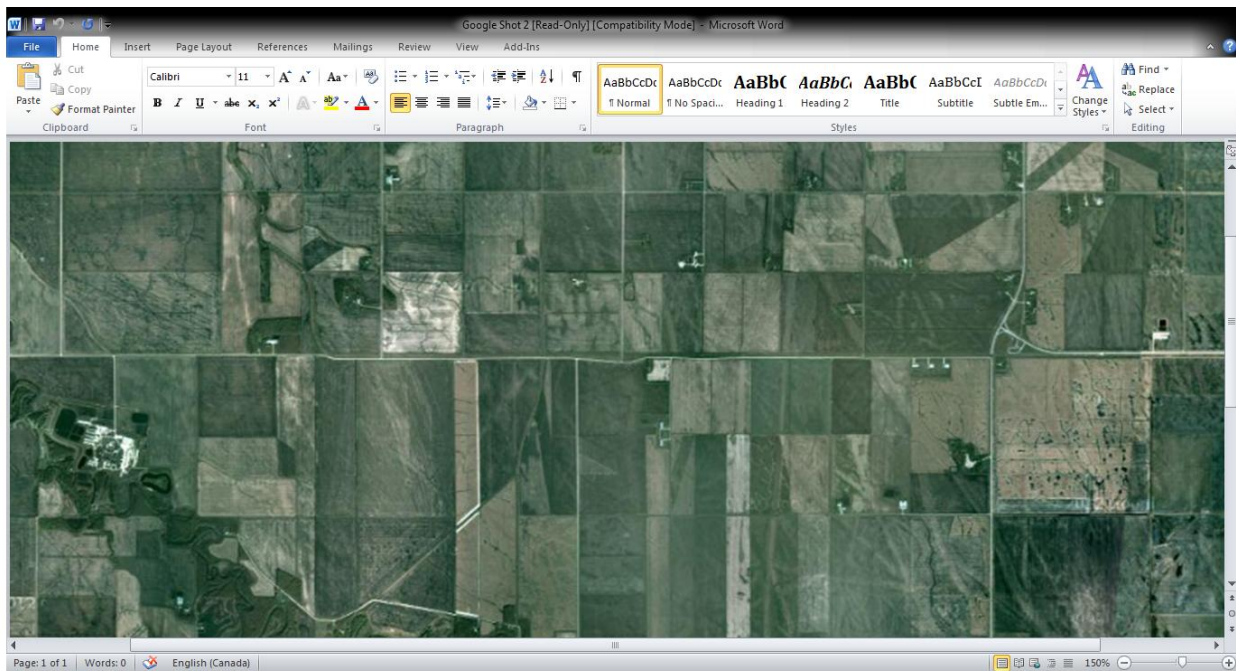 Google Shot 2 [Read-Only] [Compatibility Mode] - Microsoft Word
File Home Insert Page Layout References Mailings Review View Add-Ins
Paste
Cut
Copy
Format Painter
Clipboard
Calibri 11
Font
Paragraph
AaBbCcDc AaBbCcDc AaBb( AaBbC AaBb( AaBbCcI AaBbCcDc
¶ Normal ¶ No Spaci... Heading 1 Heading 2 Title Subtitle Subtle Em...
Styles
Change
Styles
Find
Replace
Select
Editing
Page: 1 of 1 Words: 0 English (Canada) 150%